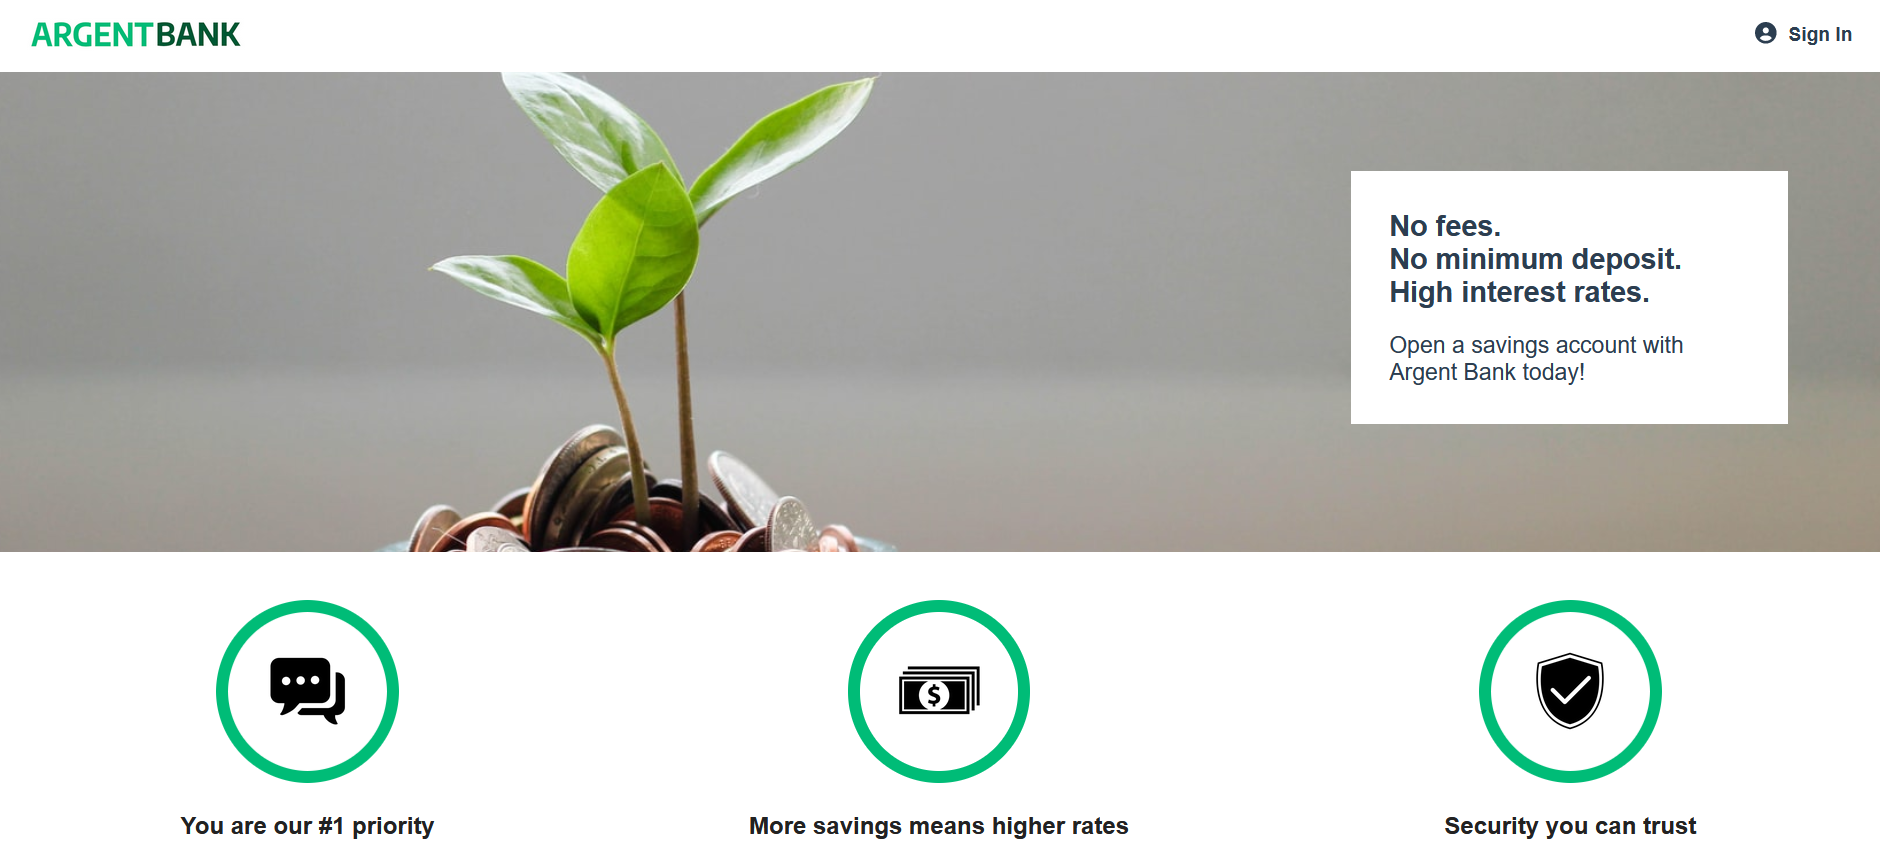 ARGENTBANK
Sign In
No fees.
No minimum deposit.
High interest rates.
Open a savings account with
Argent Bank today!
$
You are our #1 priority
More savings means higher rates
Security you can trust